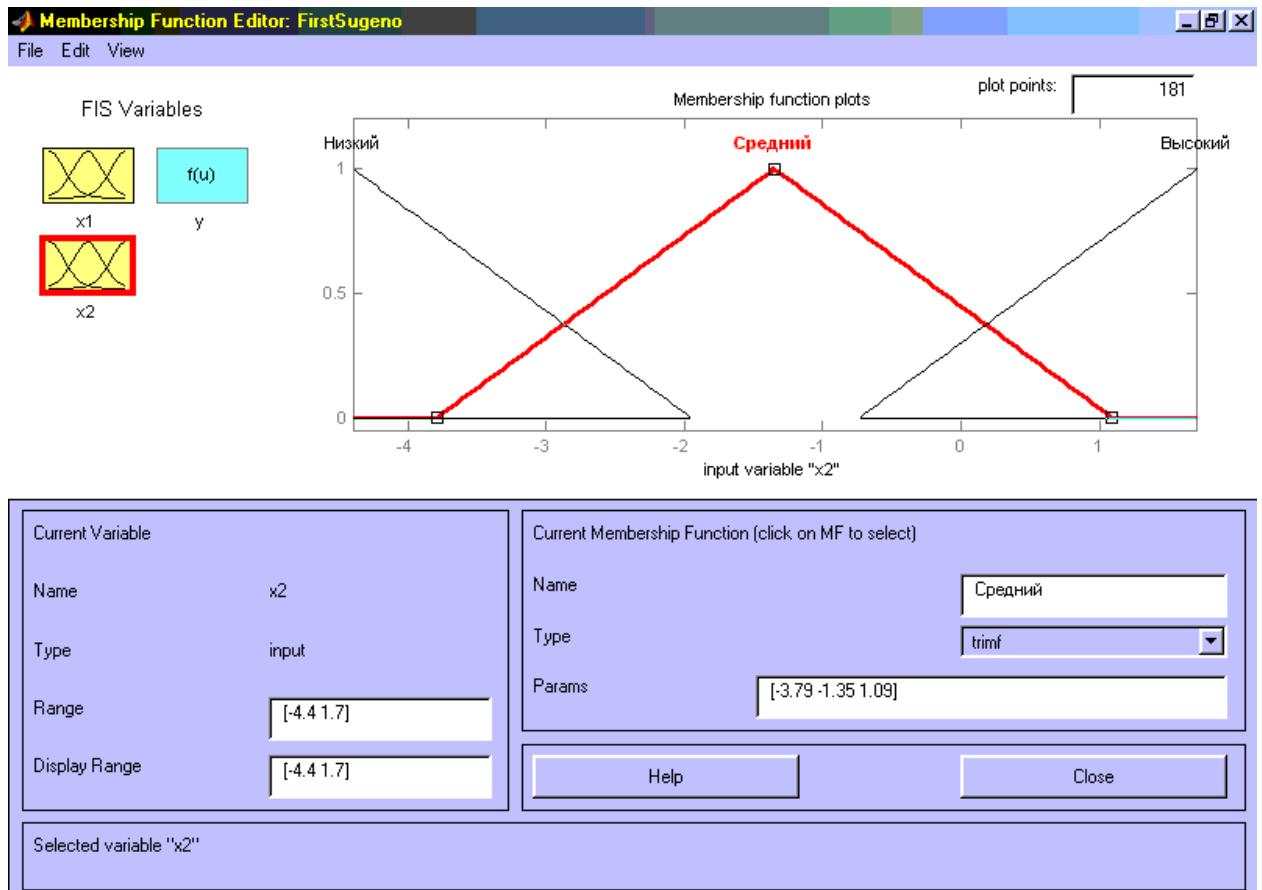 Membership Function Editor: FirstSugeno
File Edit View
FIS Variables
x1
f(u)
y
x2
Membership function plots
plot points: 181
Низкий
Средний
Высокий
1
0.5
0
-4 -3 -2 -1 0 1
input variable "x2"
Current Variable
Name x2
Type input
Range [-4.4 1.7]
Display Range [-4.4 1.7]
Current Membership Function (click on MF to select)
Name Средний
Type trimf
Params [-3.79 -1.35 1.09]
Help Close
Selected variable "x2"